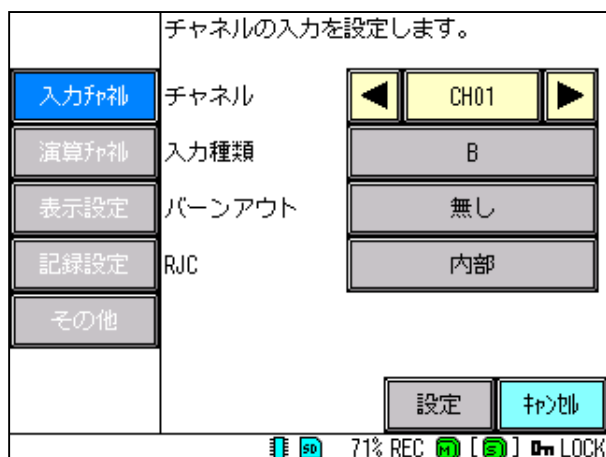 チャネルの入力を設定します。
入力ﾁｬﾈﾙ
チャネル
◀ CH01 ▶
演算ﾁｬﾈﾙ
入力種類
B
表示設定
バーンアウト
無し
記録設定
RJC
内部
その他
設定
ｷｬﾝｾﾙ
SD 71% REC M [S] LOCK